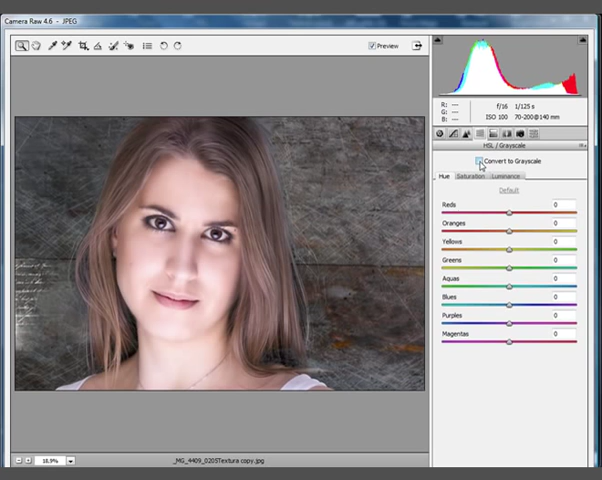 Camera Raw 4.6 - JPEG
Preview
R: ---
G: ---
B: ---
f/16 1/125 s
ISO 100 70-200@140 mm
HSL / Grayscale
Convert to Grayscale
Hue Saturation Luminance
Default
Reds 0
Oranges 0
Yellows 0
Greens 0
Aquas 0
Blues 0
Purples 0
Magentas 0
18,9% _MG_4409_0205Textura copy.jpg